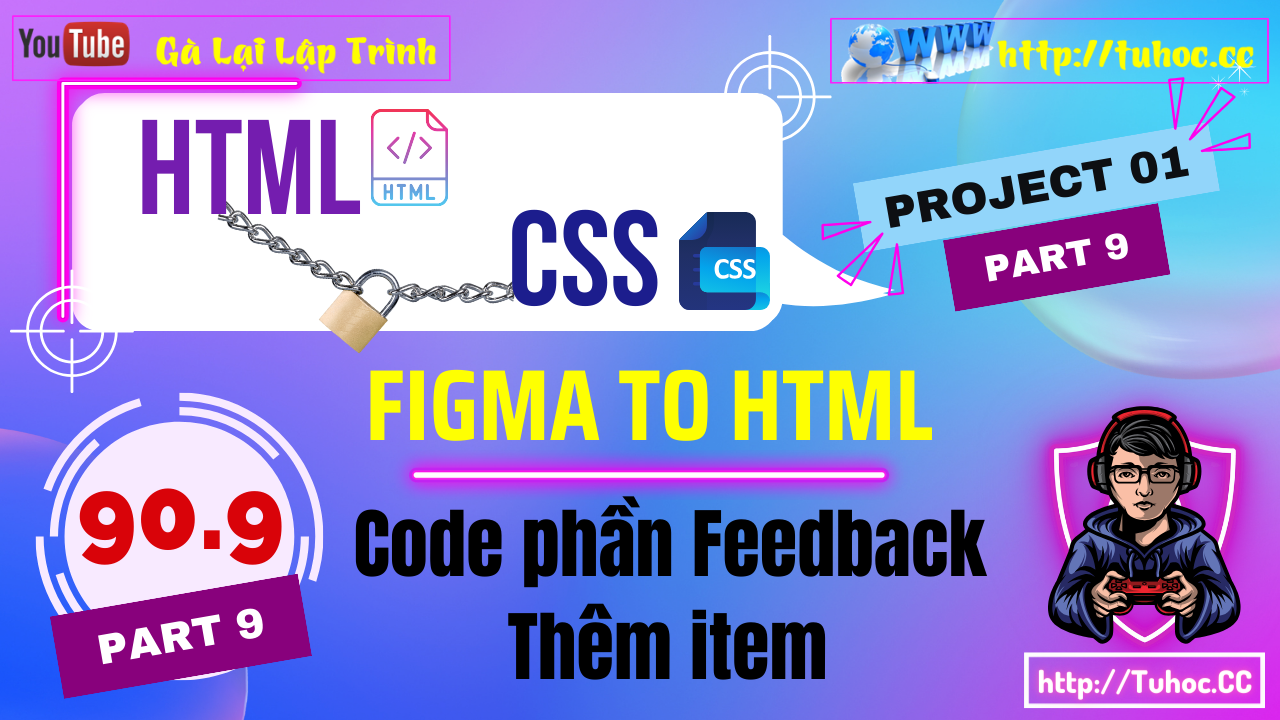 YouTube
Gà Lại Lập Trình
WWW
http://tuhoc.cc
HTML
HTML
CSS
CSS
PROJECT 01
PART 9
FIGMA TO HTML
90.9
PART 9
Code phần Feedback
Thêm item
http://Tuhoc.CC